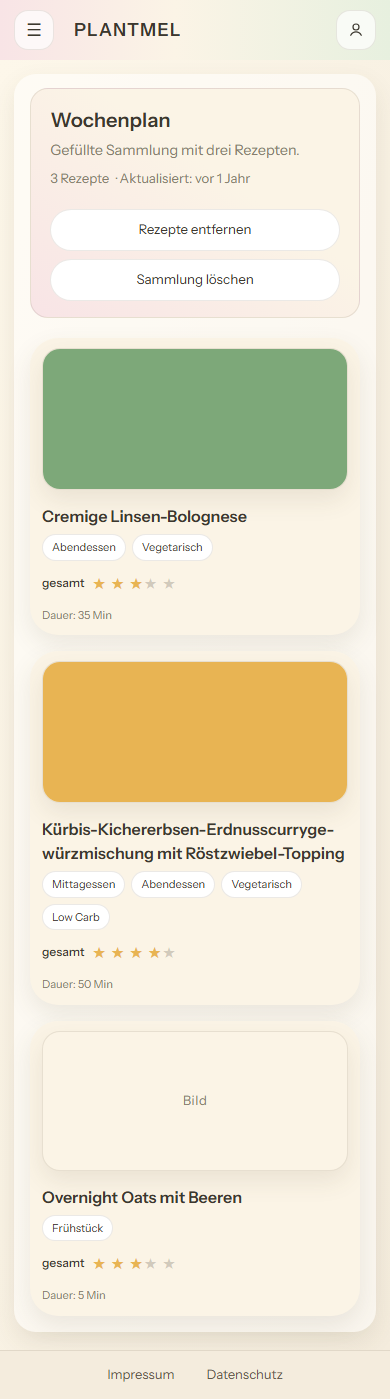 PLANTMEL
Wochenplan
Gefüllte Sammlung mit drei Rezepten.
3 Rezepte · Aktualisiert: vor 1 Jahr
Rezepte entfernen
Sammlung löschen
Cremige Linsen-Bolognese
Abendessen Vegetarisch
gesamt ★ ★ ★ ★ ★
Dauer: 35 Min
Kürbis-Kichererbsen-Erdnusscurryge-
würzmischung mit Röstzwiebel-Topping
Mittagessen Abendessen Vegetarisch
Low Carb
gesamt ★ ★ ★ ★ ★
Dauer: 50 Min
Bild
Overnight Oats mit Beeren
Frühstück
gesamt ★ ★ ★ ★ ★
Dauer: 5 Min
Impressum Datenschutz